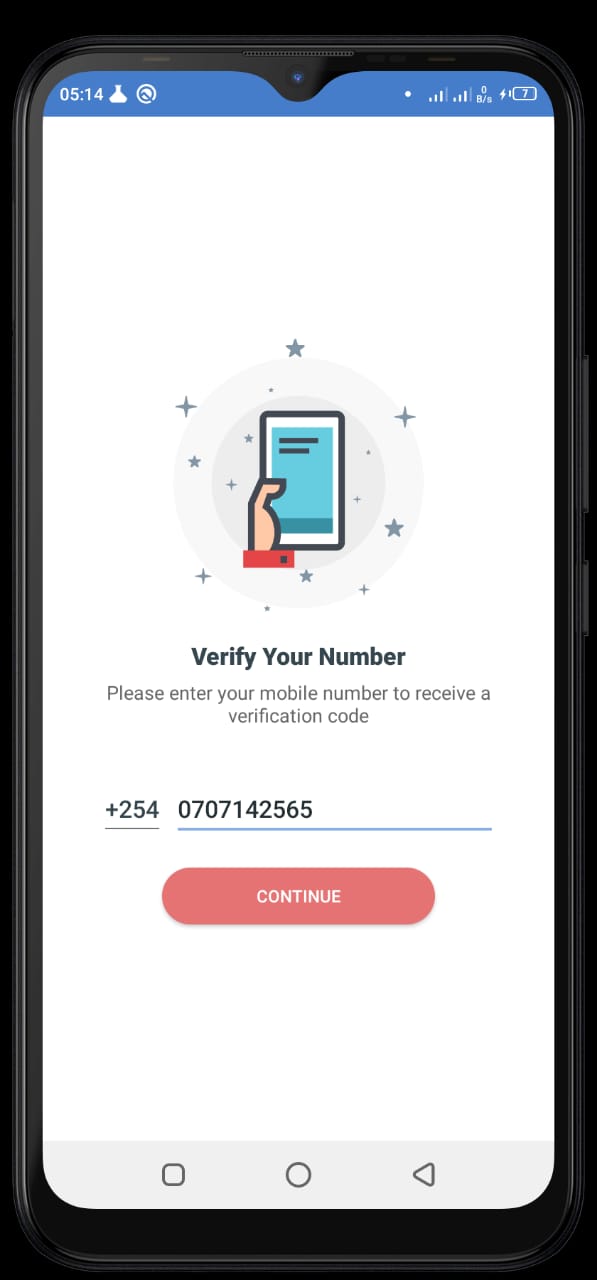 05:14 0 B/s 7
Verify Your Number
Please enter your mobile number to receive a
verification code
+254 0707142565
CONTINUE